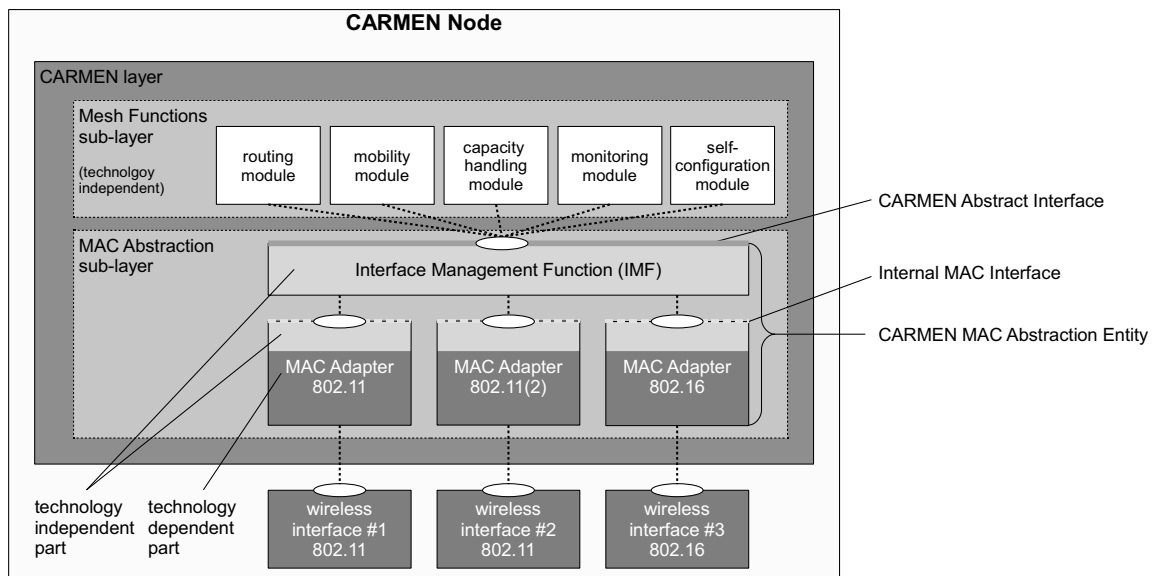 CARMEN Node
CARMEN layer
Mesh Functions
sub-layer
(technolgoy
independent)
routing
module
mobility
module
capacity
handling
module
monitoring
module
self-
configuration
module
CARMEN Abstract Interface
MAC Abstraction
sub-layer
Interface Management Function (IMF)
Internal MAC Interface
CARMEN MAC Abstraction Entity
MAC Adapter
802.11
MAC Adapter
802.11(2)
MAC Adapter
802.16
technology
independent
part
technology
dependent
part
wireless
interface #1
802.11
wireless
interface #2
802.11
wireless
interface #3
802.16